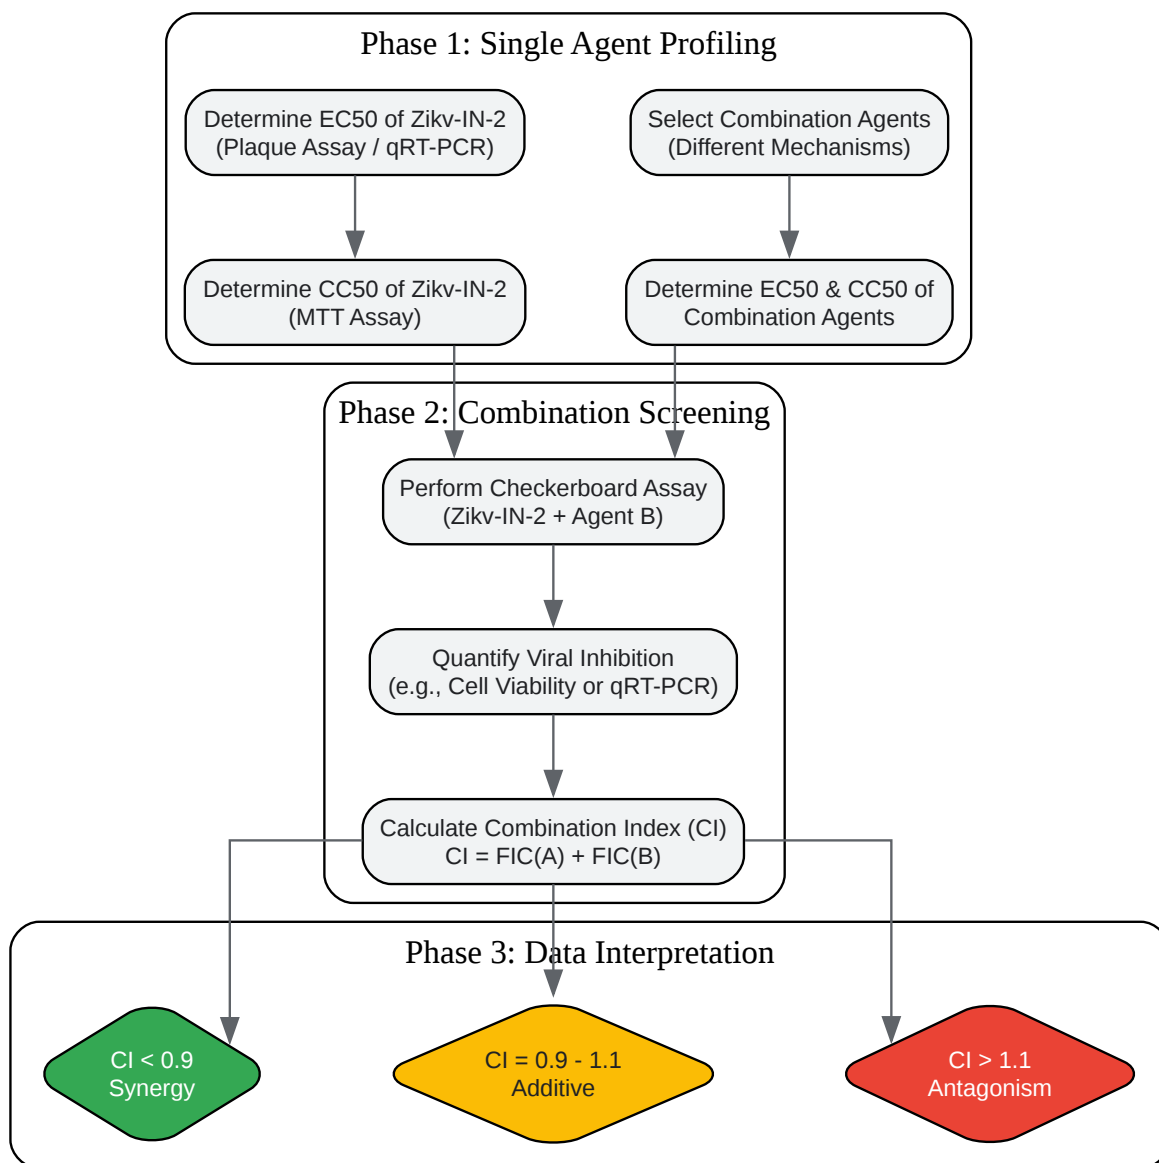 Phase 1: Single Agent Profiling
Determine EC50 of Zikv-IN-2
(Plaque Assay / qRT-PCR)
Select Combination Agents
(Different Mechanisms)
Determine CC50 of Zikv-IN-2
(MTT Assay)
Determine EC50 & CC50 of
Combination Agents
Phase 2: Combination Screening
Perform Checkerboard Assay
(Zikv-IN-2 + Agent B)
Quantify Viral Inhibition
(e.g., Cell Viability or qRT-PCR)
Calculate Combination Index (CI)
CI = FIC(A) + FIC(B)
Phase 3: Data Interpretation
CI < 0.9
Synergy
CI = 0.9 - 1.1
Additive
CI > 1.1
Antagonism